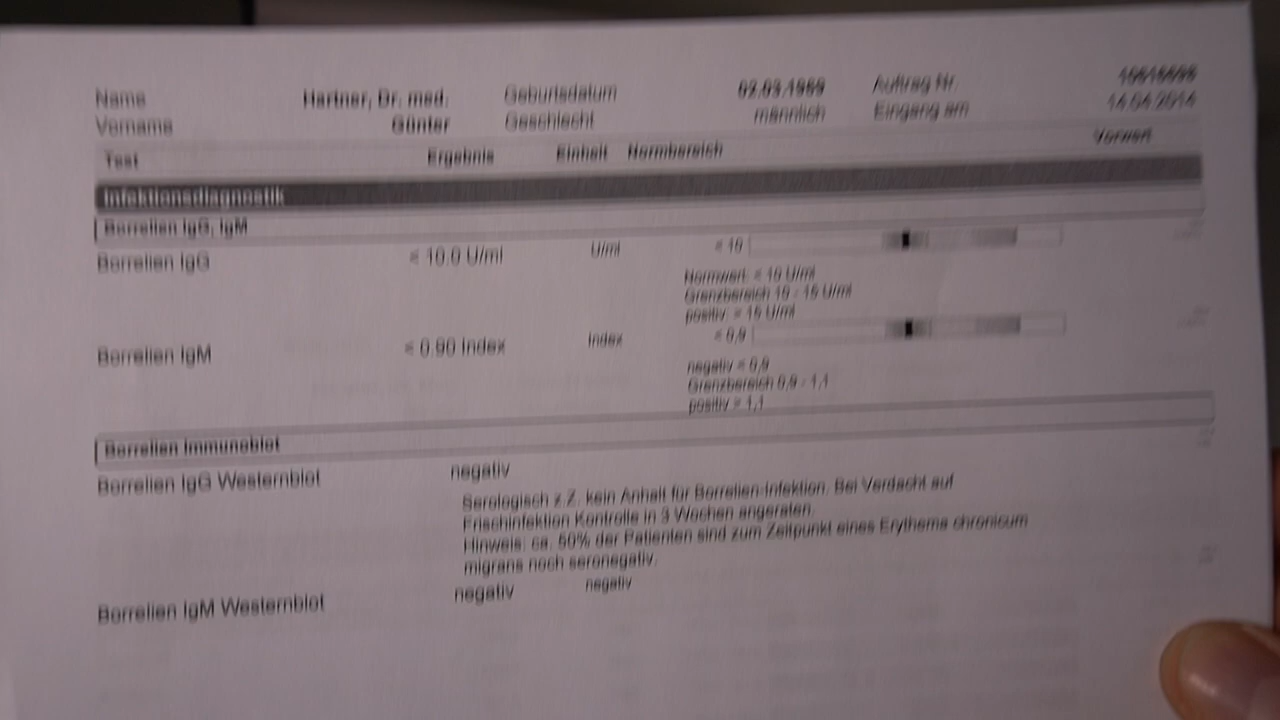 Name Hartner, Dr. med. Geburtsdatum 02.03.1969 Auftrag Nr.
Vorname Günter Geschlecht männlich Eingang am 14.04.2014
Test Ergebnis Einheit Normbereich Vorwert
Infektionsdiagnostik
Borrelien IgG, IgM
Borrelien IgG < 10.0 U/ml U/ml < 10
Normwert: < 10 U/ml
Grenzbereich 10 - 15 U/ml
positiv: > 15 U/ml
Borrelien IgM < 0.90 Index Index < 0,9
negativ < 0,9
Grenzbereich 0,9 - 1,1
positiv > 1,1
Borrelien Immunoblot
Borrelien IgG Westernblot negativ
Serologisch z.Z. kein Anhalt für Borrelien-Infektion. Bei Verdacht auf
Frischinfektion Kontrolle in 3 Wochen angeraten.
Hinweis: ca. 50% der Patienten sind zum Zeitpunkt eines Erythema chronicum
migrans noch seronegativ.
Borrelien IgM Westernblot negativ negativ